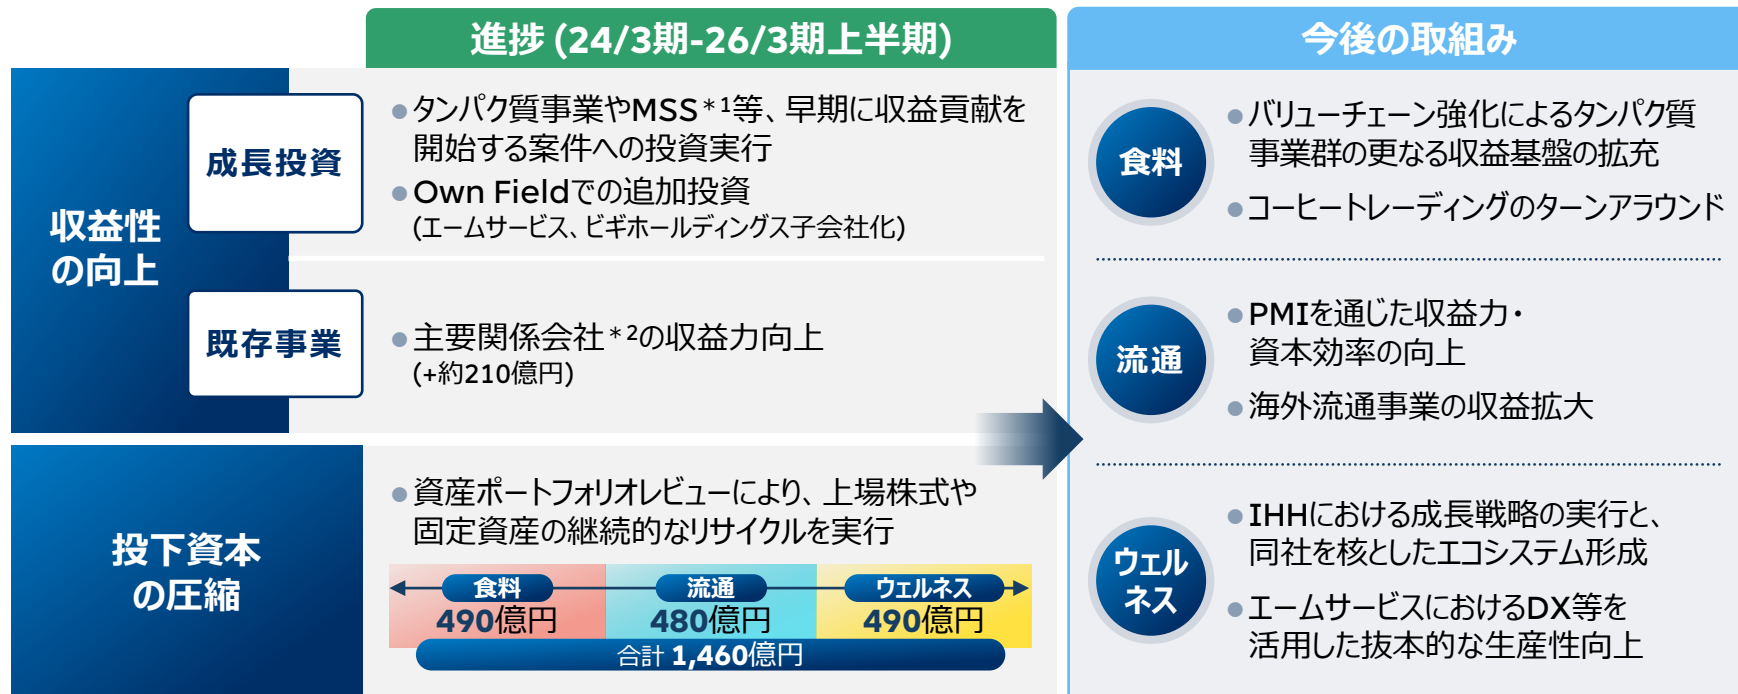 進捗 (24/3期-26/3期上半期)
今後の取組み
収益性
の向上
成長投資
●タンパク質事業やMSS*1等、早期に収益貢献を
開始する案件への投資実行
●Own Fieldでの追加投資
(エームサービス、ビギホールディングス子会社化)
既存事業
●主要関係会社*2の収益力向上
(+約210億円)
投下資本
の圧縮
●資産ポートフォリオレビューにより、上場株式や
固定資産の継続的なリサイクルを実行
食料
490億円
流通
480億円
ウェルネス
490億円
合計 1,460億円
食料
●バリューチェーン強化によるタンパク質
事業群の更なる収益基盤の拡充
●コーヒートレーディングのターンアラウンド
流通
●PMIを通じた収益力・
資本効率の向上
●海外流通事業の収益拡大
ウェル
ネス
●IHHにおける成長戦略の実行と、
同社を核としたエコシステム形成
●エームサービスにおけるDX等を
活用した抜本的な生産性向上